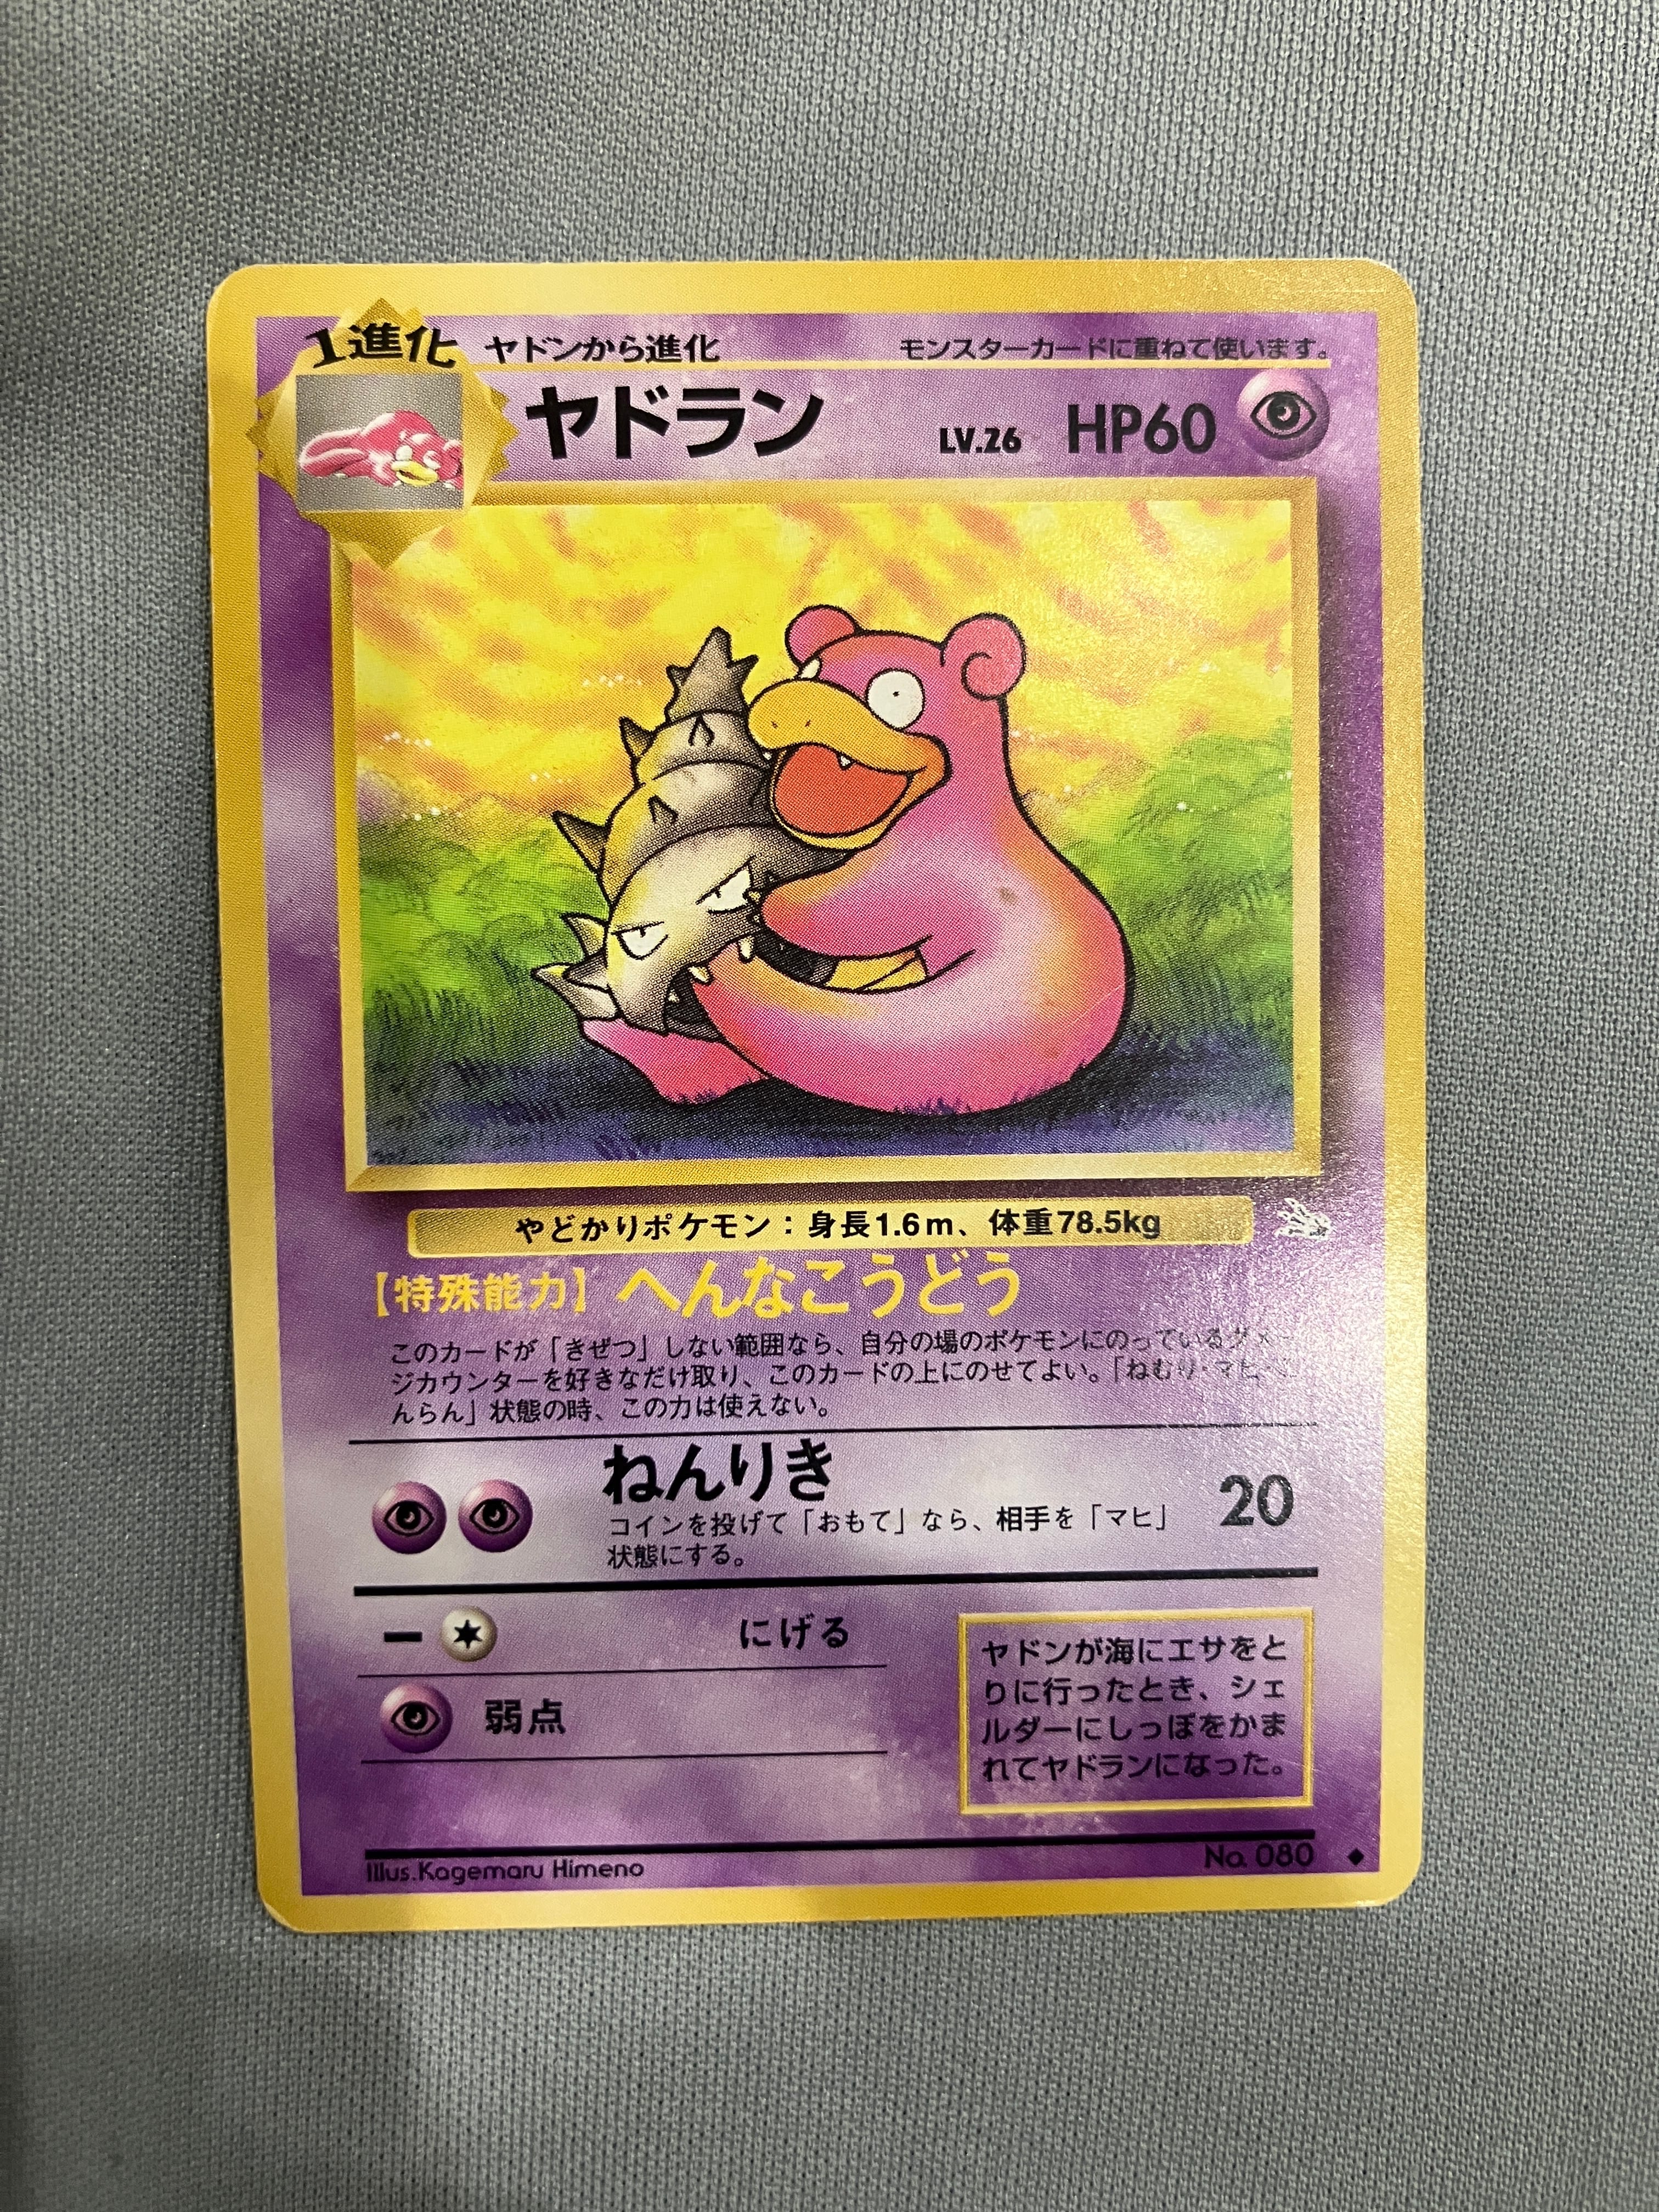 1進化 ヤドンから進化 モンスターカードに重ねて使います。
ヤドラン LV.26 HP60
やどかりポケモン：身長1.6m、体重78.5kg
【特殊能力】へんなこうどう
このカードが「きぜつ」しない範囲なら、自分の場のポケモンにのっているダメー
ジカウンターを好きなだけ取り、このカードの上にのせてよい。「ねむり・マヒ・こ
んらん」状態の時、この力は使えない。
ねんりき 20
コインを投げて「おもて」なら、相手を「マヒ」
状態にする。
にげる
弱点
ヤドンが海にエサをと
りに行ったとき、シェ
ルダーにしっぽをかま
れてヤドランになった。
Illus.Kagemaru Himeno No. 080